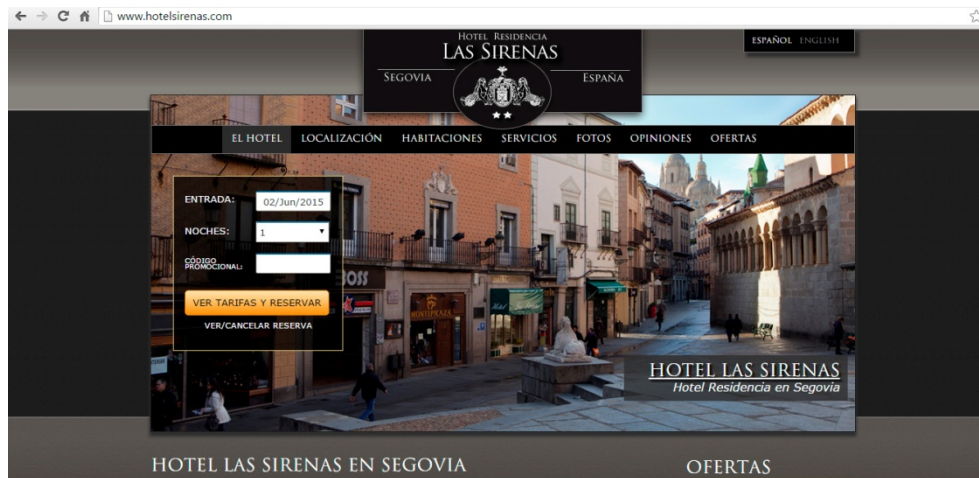 www.hotelsirenas.com
HOTEL RESIDENCIA
LAS SIRENAS
SEGOVIA
ESPAÑA
ESPAÑOL ENGLISH
EL HOTEL LOCALIZACIÓN HABITACIONES SERVICIOS FOTOS OPINIONES OFERTAS
ENTRADA: 02/Jun/2015
NOCHES: 1
CÓDIGO
PROMOCIONAL:
BOSS
VER TARIFAS Y RESERVAR
VER/CANCELAR RESERVA
HOSTIPLAZA
Hotel
HOTEL LAS SIRENAS
Hotel Residencia en Segovia
HOTEL LAS SIRENAS EN SEGOVIA
OFERTAS